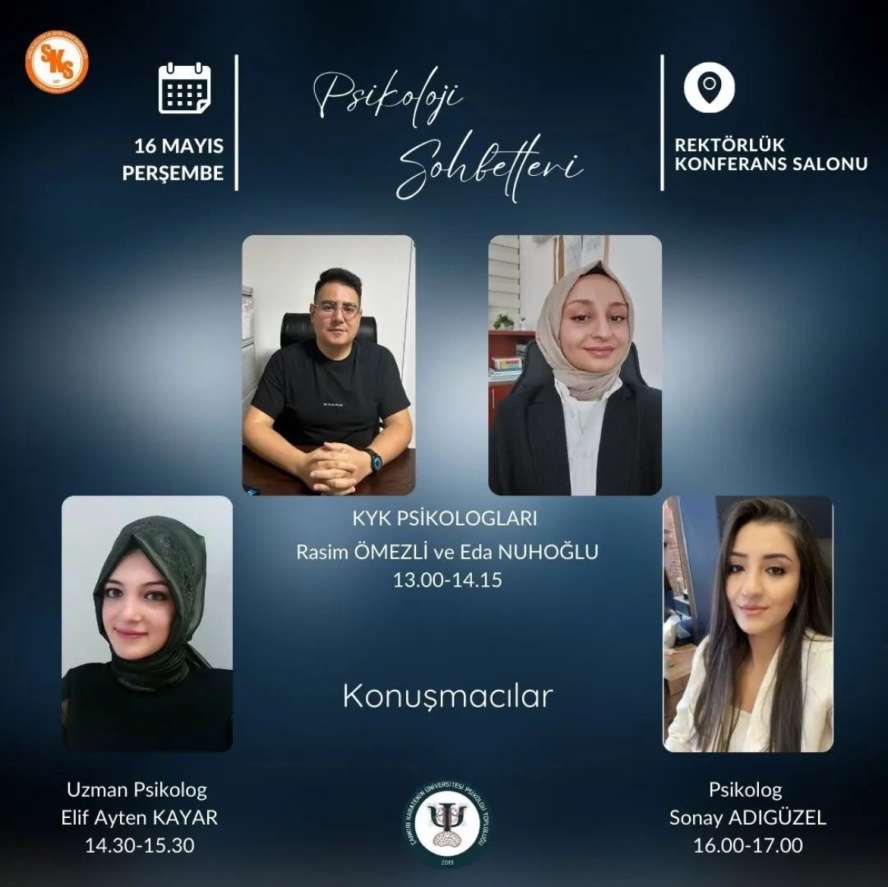 SKS
16 MAYIS
PERŞEMBE
Psikoloji
Sohbetleri
REKTÖRLÜK
KONFERANS SALONU
KYK PSİKOLOGLARI
Rasim ÖMEZLİ ve Eda NUHOĞLU
13.00-14.15
Konuşmacılar
Uzman Psikolog
Elif Ayten KAYAR
14.30-15.30
Psikolog
Sonay ADIGÜZEL
16.00-17.00
ÇANKIRI KARATEKİN ÜNİVERSİTESİ PSİKOLOJİ TOPLULUĞU
2019